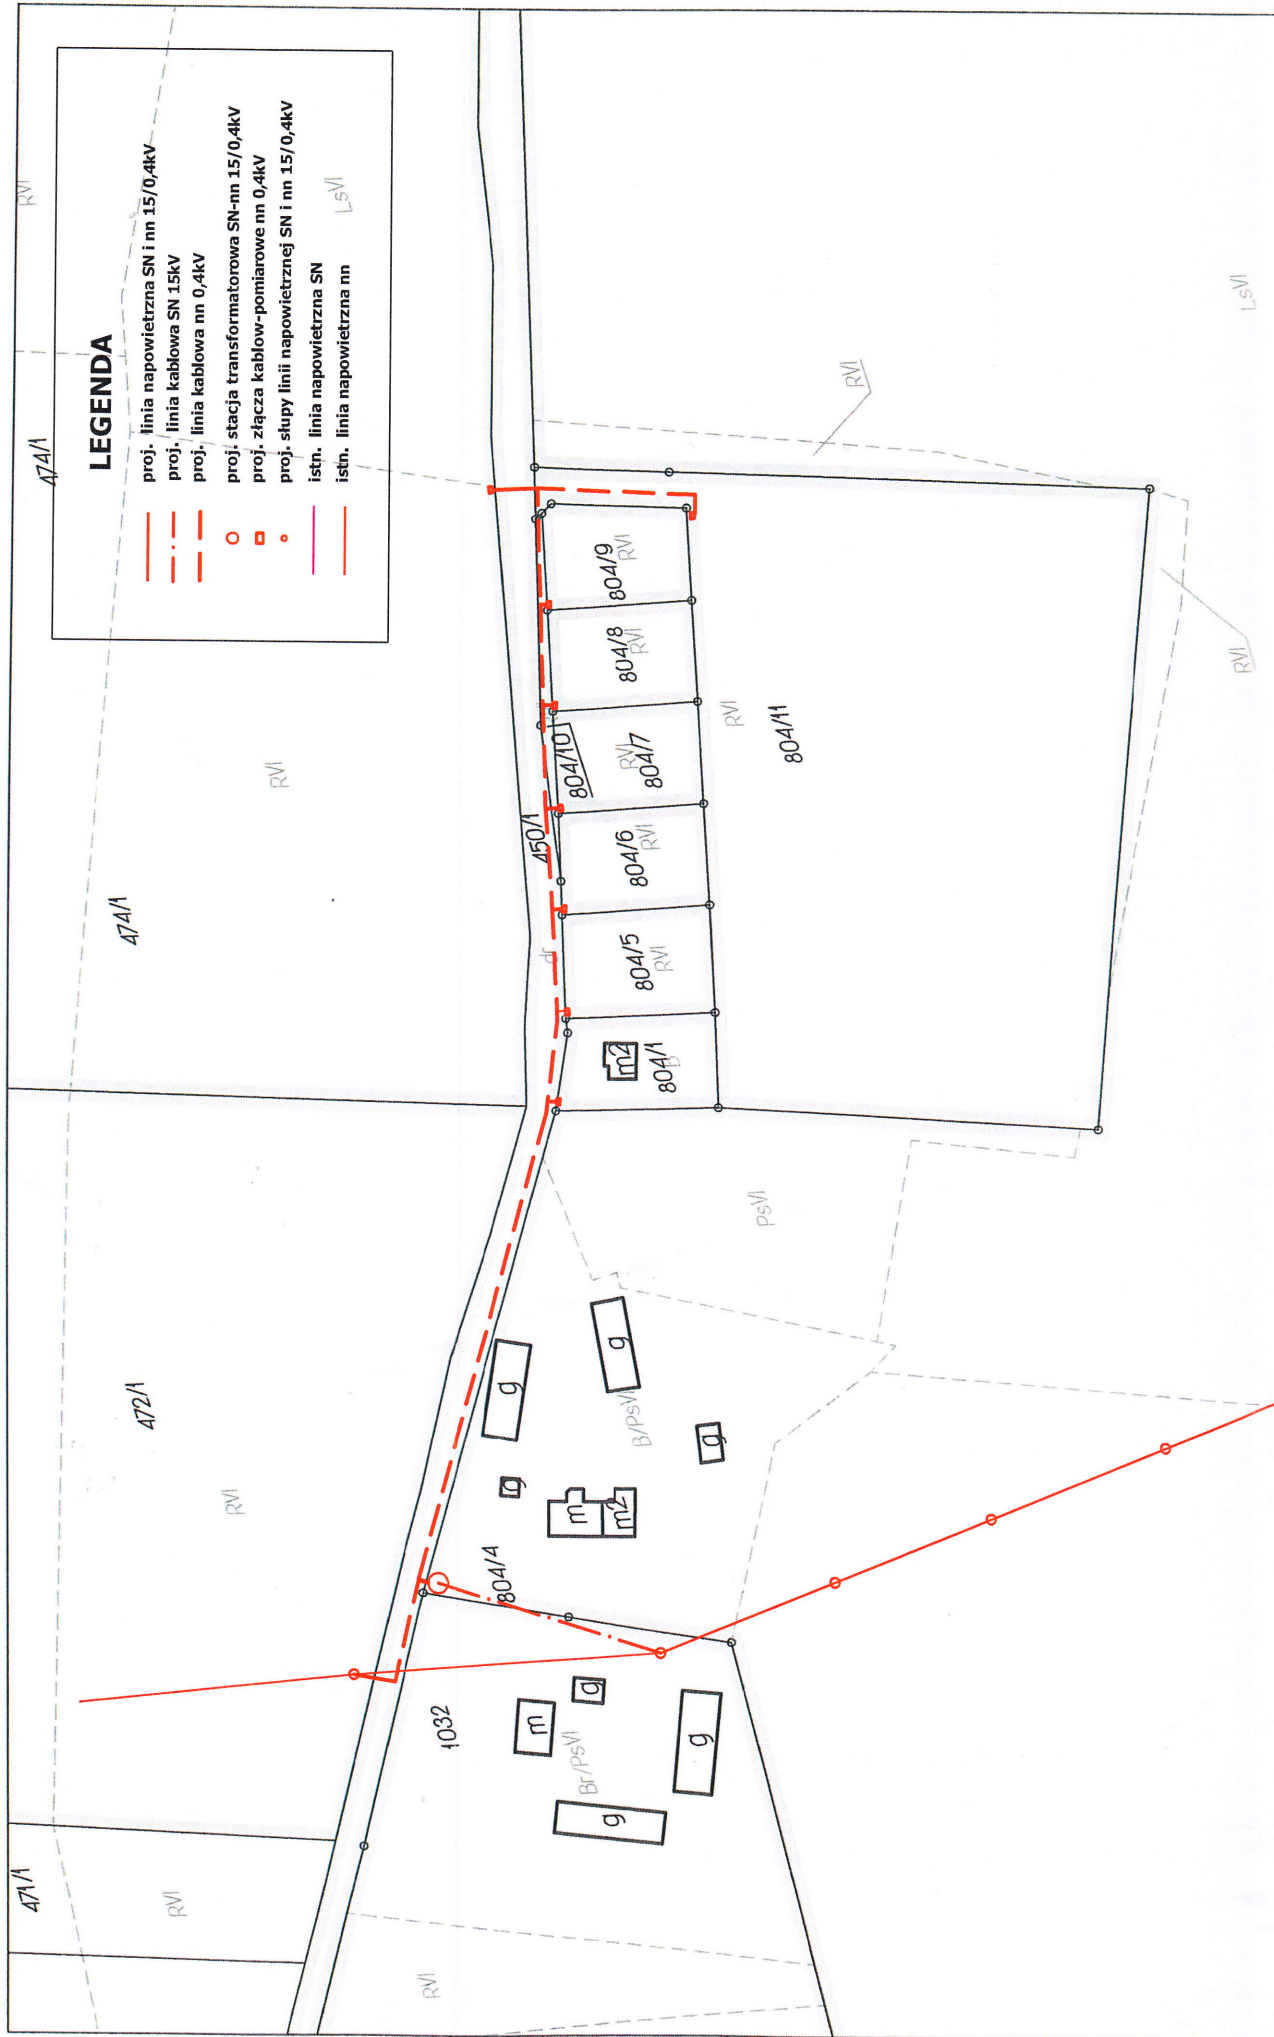 LEGENDA
proj. linia napowietrzna SN i nn 15/0,4kV
proj. linia kablowa SN 15kV
proj. linia kablowa nn 0,4kV
proj. stacja transformatorowa SN-nn 15/0,4kV
proj. złącza kablow-pomiarowe nn 0,4kV
proj. słupy linii napowietrznej SN i nn 15/0,4kV
istn. linia napowietrzna SN
istn. linia napowietrzna nn
471/1
RVI
472/1
RVI
474/1
RVI
474/1
RVI
LsVI
RVI
1032
m
g
Br/PsVI
g
g
804/4
g
g
m
m2
g
B/PsVI
g
PsVI
dr
450/1
804/10
m2
804/1
B
804/5
RVI
804/6
RVI
RVI
804/7
804/8
RVI
804/9
RVI
RVI
804/11
RVI
RVI
LsVI